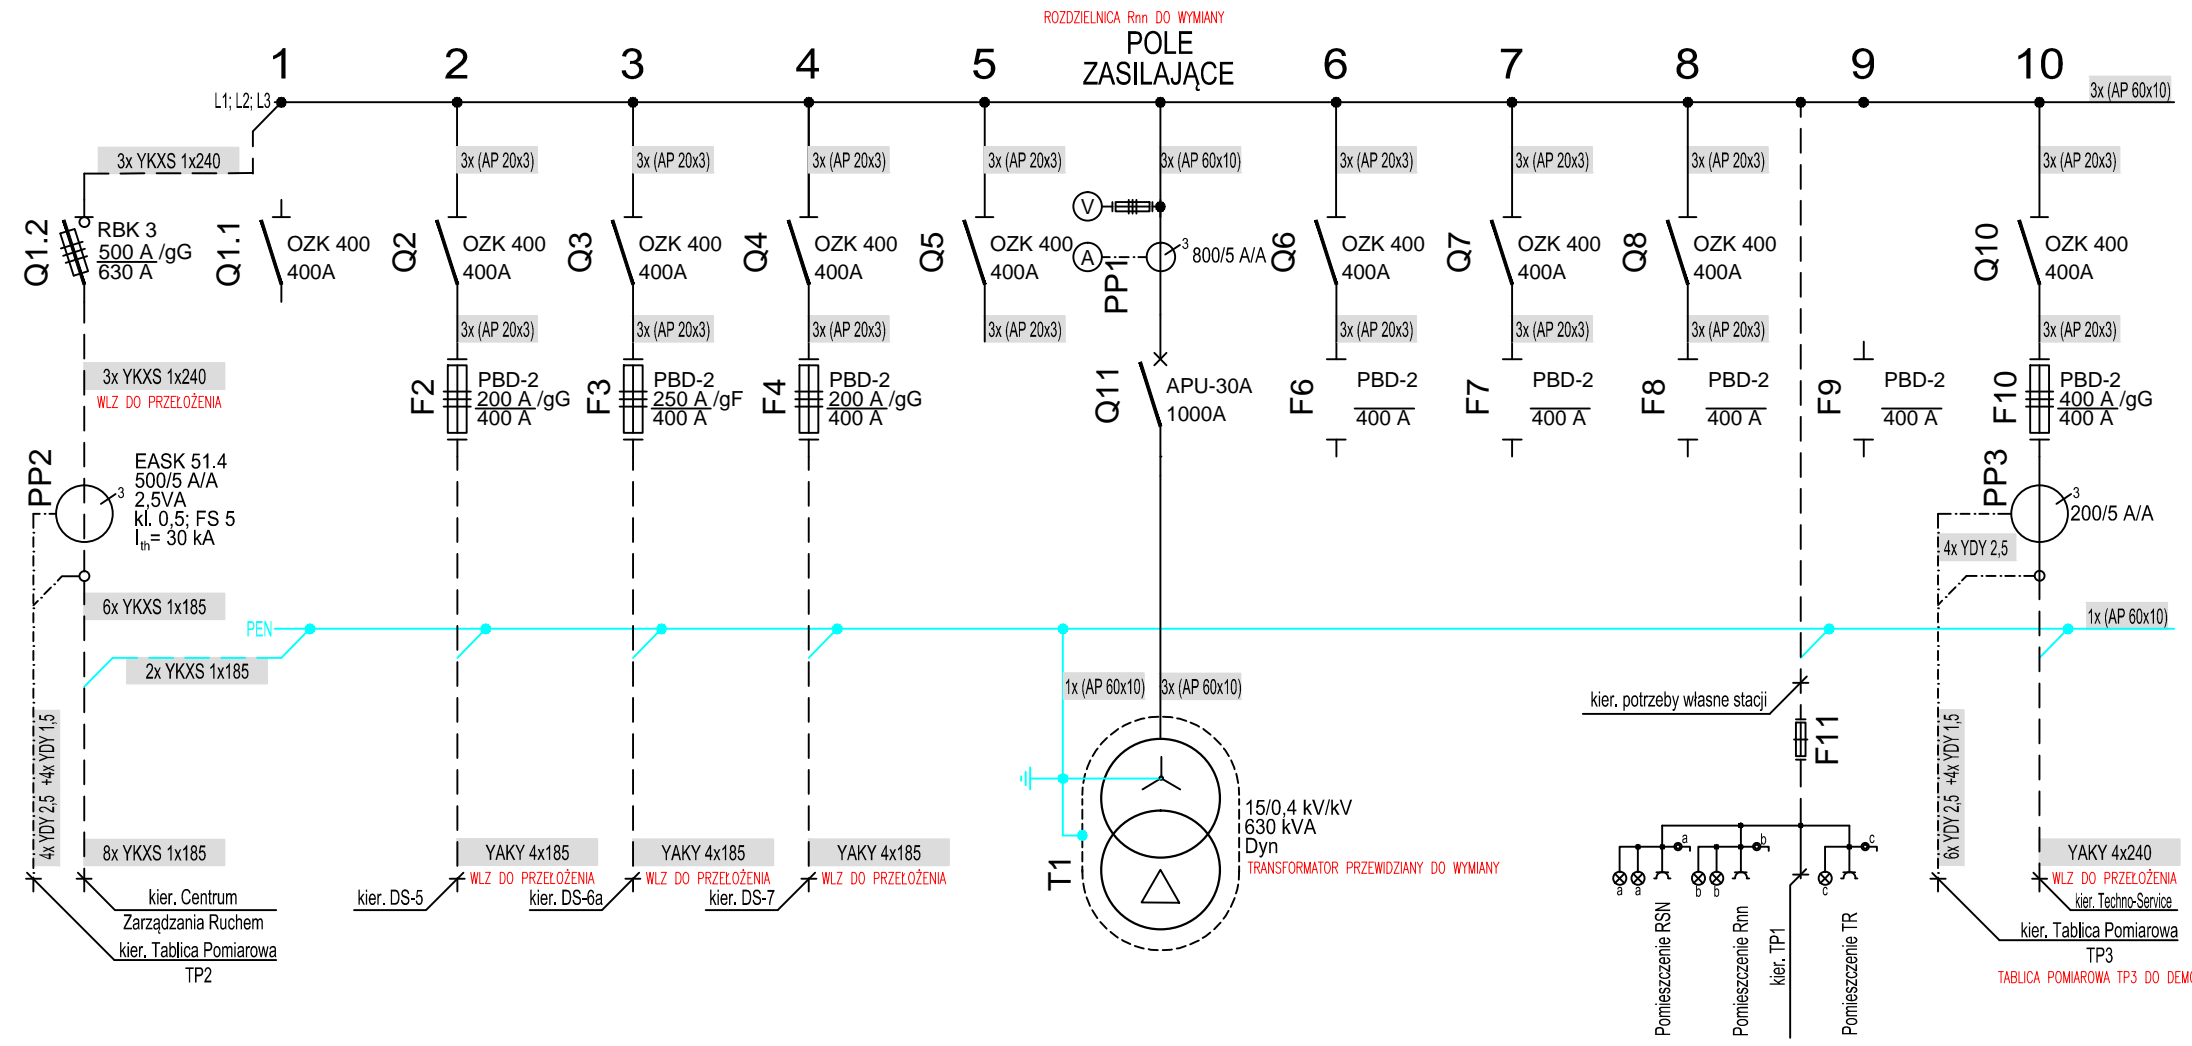 ROZDZIELNICA Rnn DO WYMIANY
POLE
ZASILAJĄCE
1
2
3
4
5
6
7
8
9
10
L1; L2; L3
3x (AP 60x10)
3x YKXS 1x240
3x (AP 20x3)
3x (AP 20x3)
3x (AP 20x3)
3x (AP 20x3)
3x (AP 60x10)
3x (AP 20x3)
3x (AP 20x3)
3x (AP 20x3)
3x (AP 20x3)
Q1.2
RBK 3
500 A /gG
630 A
Q1.1
OZK 400
400A
Q2
OZK 400
400A
Q3
OZK 400
400A
Q4
OZK 400
400A
Q5
OZK 400
400A
V
A
PP1
3
800/5 A/A
Q6
OZK 400
400A
Q7
OZK 400
400A
Q8
OZK 400
400A
Q10
OZK 400
400A
3x (AP 20x3)
3x (AP 20x3)
3x (AP 20x3)
3x (AP 20x3)
3x (AP 20x3)
3x (AP 20x3)
3x (AP 20x3)
3x (AP 20x3)
3x YKXS 1x240
WLZ DO PRZEŁOŻENIA
F2
PBD-2
200 A /gG
400 A
F3
PBD-2
250 A /gF
400 A
F4
PBD-2
200 A /gG
400 A
Q11
APU-30A
1000A
F6
PBD-2
400 A
F7
PBD-2
400 A
F8
PBD-2
400 A
F9
PBD-2
400 A
F10
PBD-2
400 A /gG
400 A
PP2
3
EASK 51.4
500/5 A/A
2,5VA
kl. 0,5; FS 5
Ith= 30 kA
PP3
3
200/5 A/A
4x YDY 2,5
6x YKXS 1x185
PEN
1x (AP 60x10)
2x YKXS 1x185
1x (AP 60x10)
3x (AP 60x10)
kier. potrzeby własne stacji
F11
4x YDY 2,5 +4x YDY 1,5
6x YDY 2,5 +4x YDY 1,5
T1
15/0,4 kV/kV
630 kVA
Dyn
TRANSFORMATOR PRZEWIDZIANY DO WYMIANY
8x YKXS 1x185
YAKY 4x185
WLZ DO PRZEŁOŻENIA
YAKY 4x185
WLZ DO PRZEŁOŻENIA
YAKY 4x185
WLZ DO PRZEŁOŻENIA
YAKY 4x240
WLZ DO PRZEŁOŻENIA
kier. Centrum
Zarządzania Ruchem
kier. Tablica Pomiarowa
TP2
kier. DS-5
kier. DS-6a
kier. DS-7
a
b
c
a
a
b
b
c
Pomieszczenie RSN
Pomieszczenie Rnn
kier. TP1
Pomieszczenie TR
kier. Techno-Service
kier. Tablica Pomiarowa
TP3
TABLICA POMIAROWA TP3 DO DEM